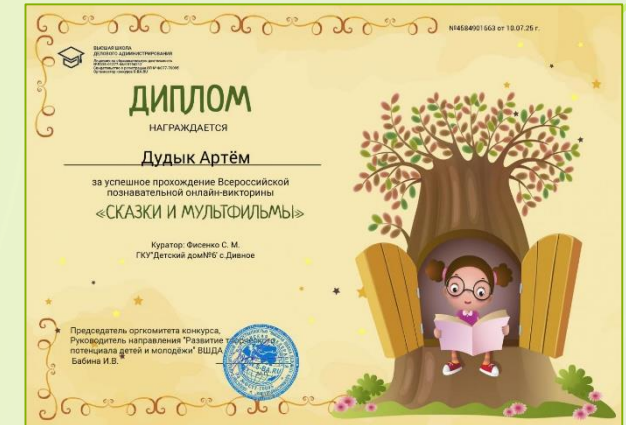 №4584901663 от 10.07.25 г.
ВЫСШАЯ ШКОЛА
ДЕЛОВОГО АДМИНИСТРИРОВАНИЯ
ДИПЛОМ
НАГРАЖДАЕТСЯ
Дудык Артём
за успешное прохождение Всероссийской
познавательной онлайн-викторины
«СКАЗКИ И МУЛЬТФИЛЬМЫ»
Куратор: Фисенко С. М.
ГКУ"Детский дом№6' с.Дивное
Председатель оргкомитета конкурса,
Руководитель направления "Развитие творческого
потенциала детей и молодёжи" ВШДА
Бабина И.В.